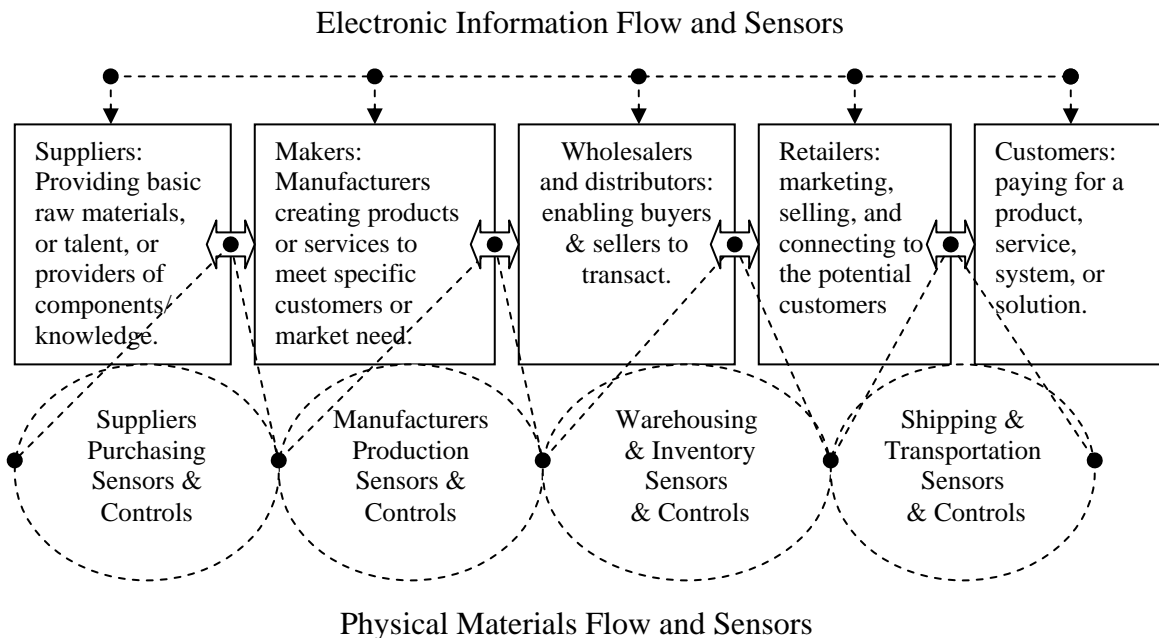 Electronic Information Flow and Sensors
Suppliers:
Providing basic
raw materials,
or talent, or
providers of
components/
knowledge.
Makers:
Manufacturers
creating products
or services to
meet specific
customers or
market need.
Wholesalers
and distributors:
enabling buyers
& sellers to
transact.
Retailers:
marketing,
selling, and
connecting to
the potential
customers
Customers:
paying for a
product,
service,
system, or
solution.
Suppliers
Purchasing
Sensors &
Controls
Manufacturers
Production
Sensors &
Controls
Warehousing
& Inventory
Sensors
& Controls
Shipping &
Transportation
Sensors
& Controls
Physical Materials Flow and Sensors